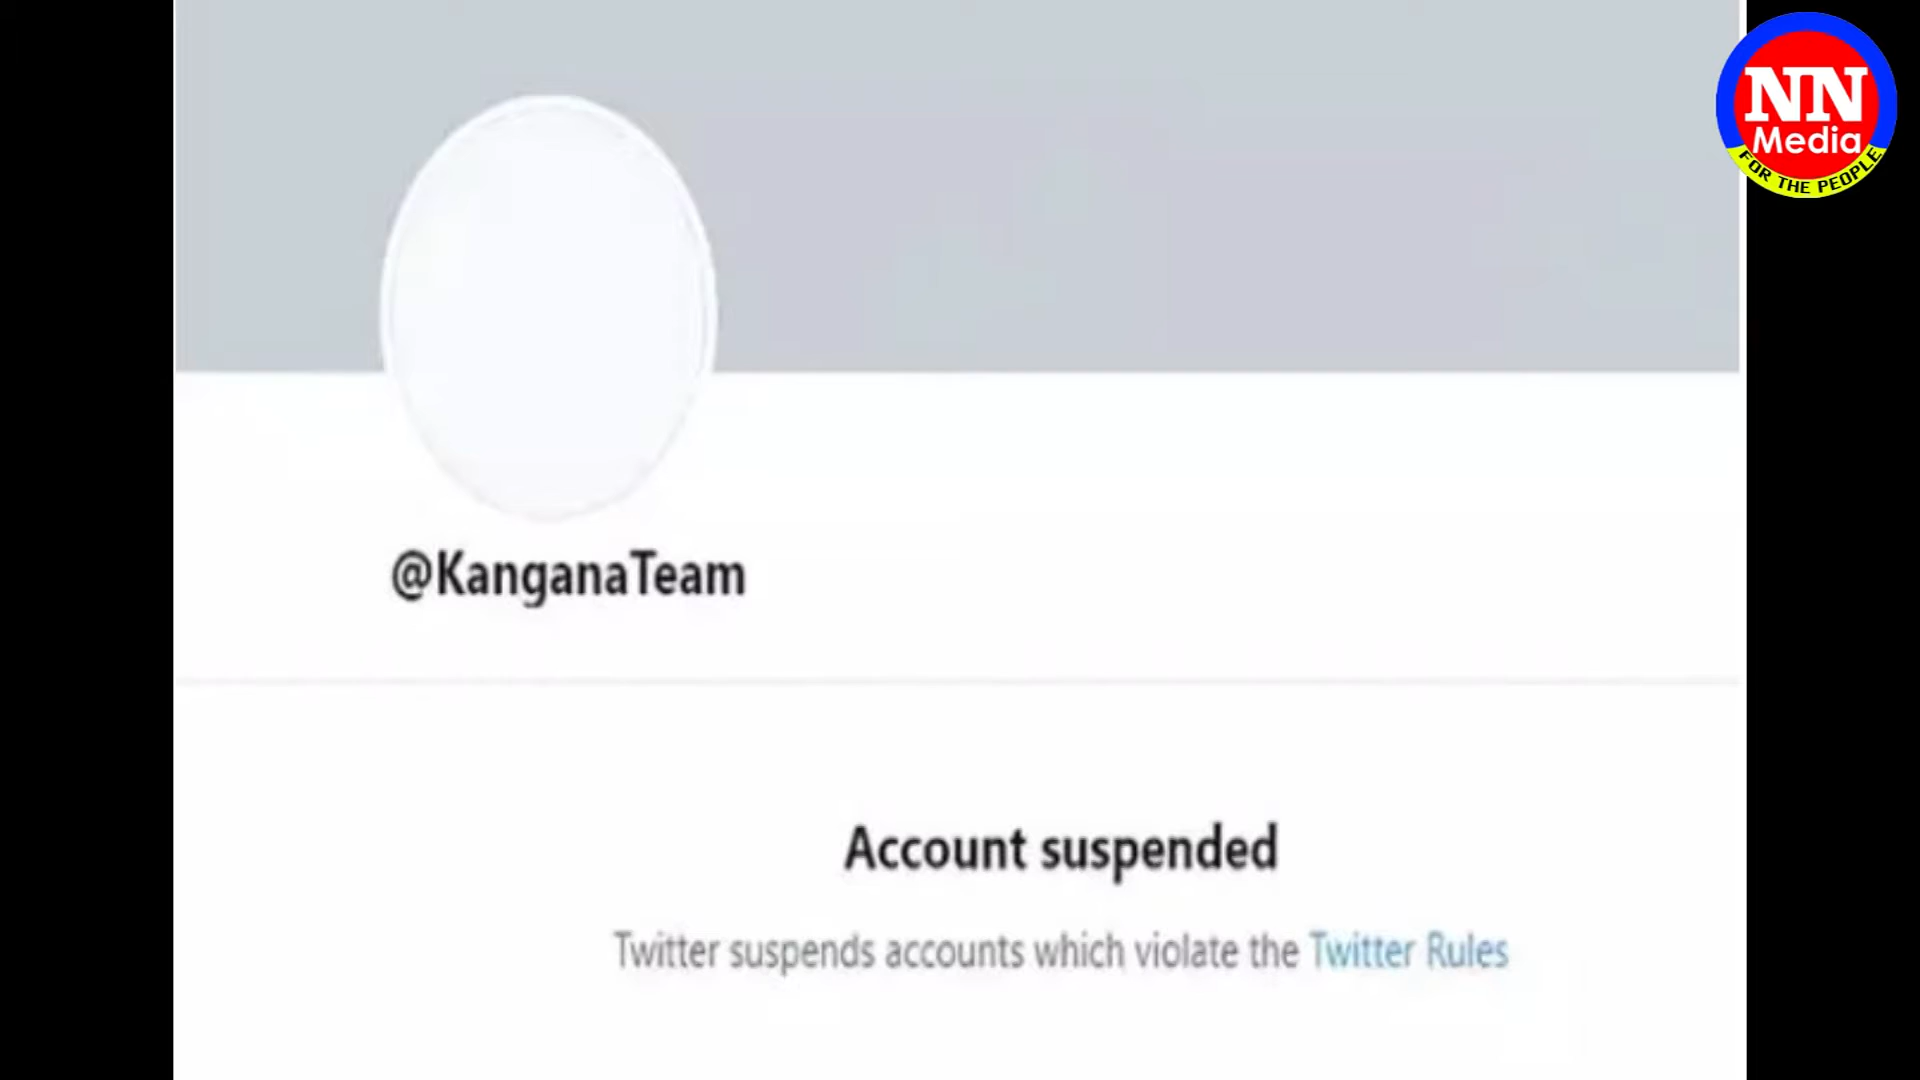 NN
Media
FOR THE PEOPLE
@KanganaTeam
Account suspended
Twitter suspends accounts which violate the Twitter Rules